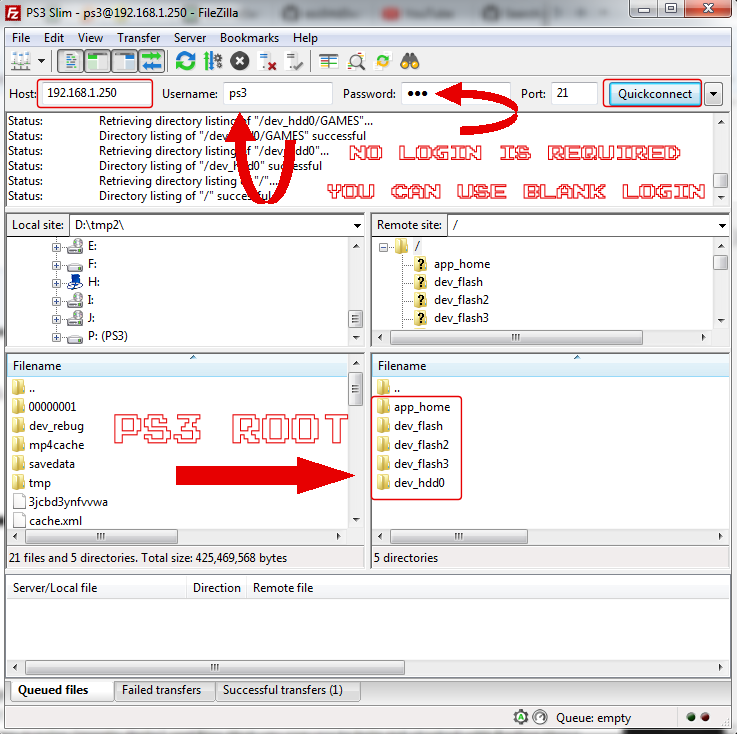 PS3 Slim - ps3@192.168.1.250 - FileZilla
File Edit View Transfer Server Bookmarks Help
Host: 192.168.1.250 Username: ps3 Password: ●●● Port: 21 Quickconnect
Status: Retrieving directory listing of "/dev_hdd0/GAMES"...
Status: Directory listing of "/dev_hdd0/GAMES" successful
Status: Retrieving directory listing of "/dev_hdd0"...
Status: Directory listing of "/dev_hdd0" successful
Status: Retrieving directory listing of "/"...
Status: Directory listing of "/" successful
NO LOGIN IS REQUIRED
YOU CAN USE BLANK LOGIN
Local site: D:\tmp2\
E:
F:
H:
I:
J:
P: (PS3)
Remote site: /
/
app_home
dev_flash
dev_flash2
dev_flash3
Filename
..
00000001
dev_rebug
mp4cache
savedata
tmp
3jcbd3ynfvvwa
cache.xml
21 files and 5 directories. Total size: 425,469,568 bytes
PS3 ROOT
Filename
..
app_home
dev_flash
dev_flash2
dev_flash3
dev_hdd0
5 directories
Server/Local file Direction Remote file
Queued files Failed transfers Successful transfers (1)
Queue: empty